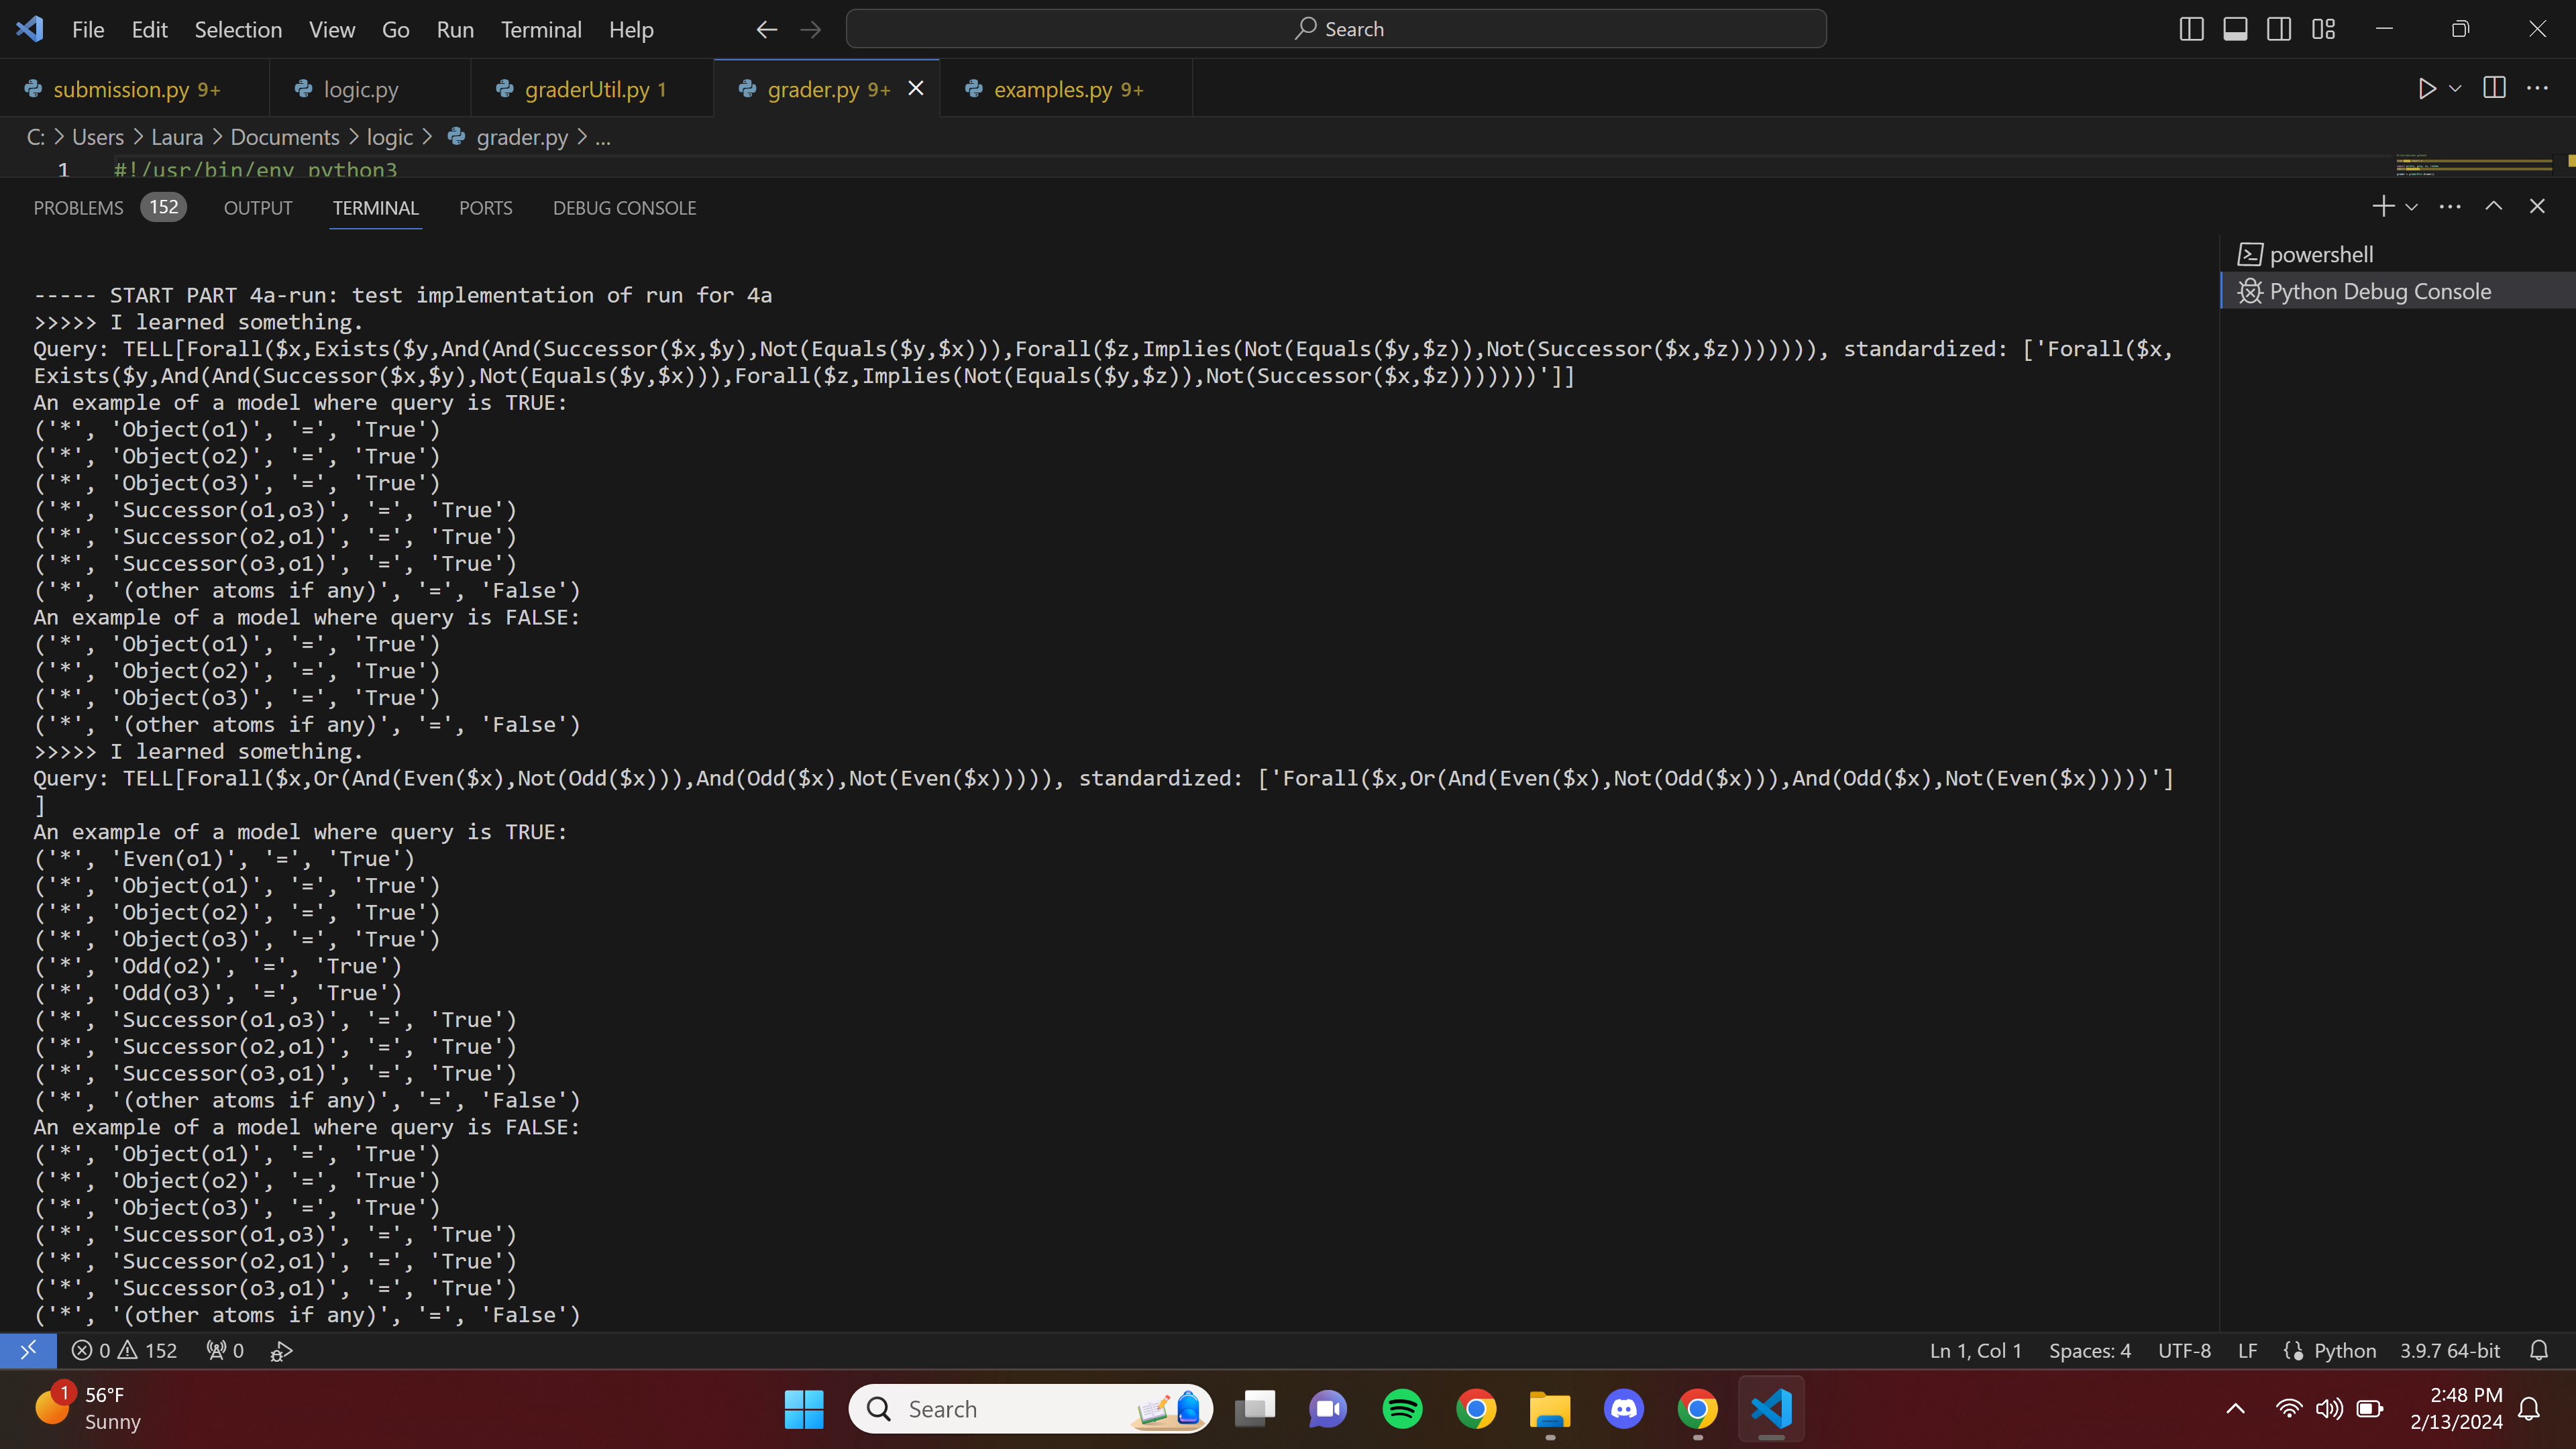 File Edit Selection View Go Run Terminal Help Search
submission.py 9+ logic.py graderUtil.py 1 grader.py 9+ examples.py 9+
C: > Users > Laura > Documents > logic > grader.py > ...
1 #!/usr/bin/env python3
PROBLEMS 152 OUTPUT TERMINAL PORTS DEBUG CONSOLE
powershell
Python Debug Console
----- START PART 4a-run: test implementation of run for 4a
>>>>> I learned something.
Query: TELL[Forall($x,Exists($y,And(And(Successor($x,$y),Not(Equals($y,$x))),Forall($z,Implies(Not(Equals($y,$z)),Not(Successor($x,$z))))))), standardized: ['Forall($x,
Exists($y,And(And(Successor($x,$y),Not(Equals($y,$x))),Forall($z,Implies(Not(Equals($y,$z)),Not(Successor($x,$z)))))))']]
An example of a model where query is TRUE:
('*', 'Object(o1)', '=', 'True')
('*', 'Object(o2)', '=', 'True')
('*', 'Object(o3)', '=', 'True')
('*', 'Successor(o1,o3)', '=', 'True')
('*', 'Successor(o2,o1)', '=', 'True')
('*', 'Successor(o3,o1)', '=', 'True')
('*', '(other atoms if any)', '=', 'False')
An example of a model where query is FALSE:
('*', 'Object(o1)', '=', 'True')
('*', 'Object(o2)', '=', 'True')
('*', 'Object(o3)', '=', 'True')
('*', '(other atoms if any)', '=', 'False')
>>>>> I learned something.
Query: TELL[Forall($x,Or(And(Even($x),Not(Odd($x))),And(Odd($x),Not(Even($x))))), standardized: ['Forall($x,Or(And(Even($x),Not(Odd($x))),And(Odd($x),Not(Even($x)))))']
]
An example of a model where query is TRUE:
('*', 'Even(o1)', '=', 'True')
('*', 'Object(o1)', '=', 'True')
('*', 'Object(o2)', '=', 'True')
('*', 'Object(o3)', '=', 'True')
('*', 'Odd(o2)', '=', 'True')
('*', 'Odd(o3)', '=', 'True')
('*', 'Successor(o1,o3)', '=', 'True')
('*', 'Successor(o2,o1)', '=', 'True')
('*', 'Successor(o3,o1)', '=', 'True')
('*', '(other atoms if any)', '=', 'False')
An example of a model where query is FALSE:
('*', 'Object(o1)', '=', 'True')
('*', 'Object(o2)', '=', 'True')
('*', 'Object(o3)', '=', 'True')
('*', 'Successor(o1,o3)', '=', 'True')
('*', 'Successor(o2,o1)', '=', 'True')
('*', 'Successor(o3,o1)', '=', 'True')
('*', '(other atoms if any)', '=', 'False')
0 152 0 Ln 1, Col 1 Spaces: 4 UTF-8 LF Python 3.9.7 64-bit
1 56°F Search 2:48 PM
Sunny 2/13/2024